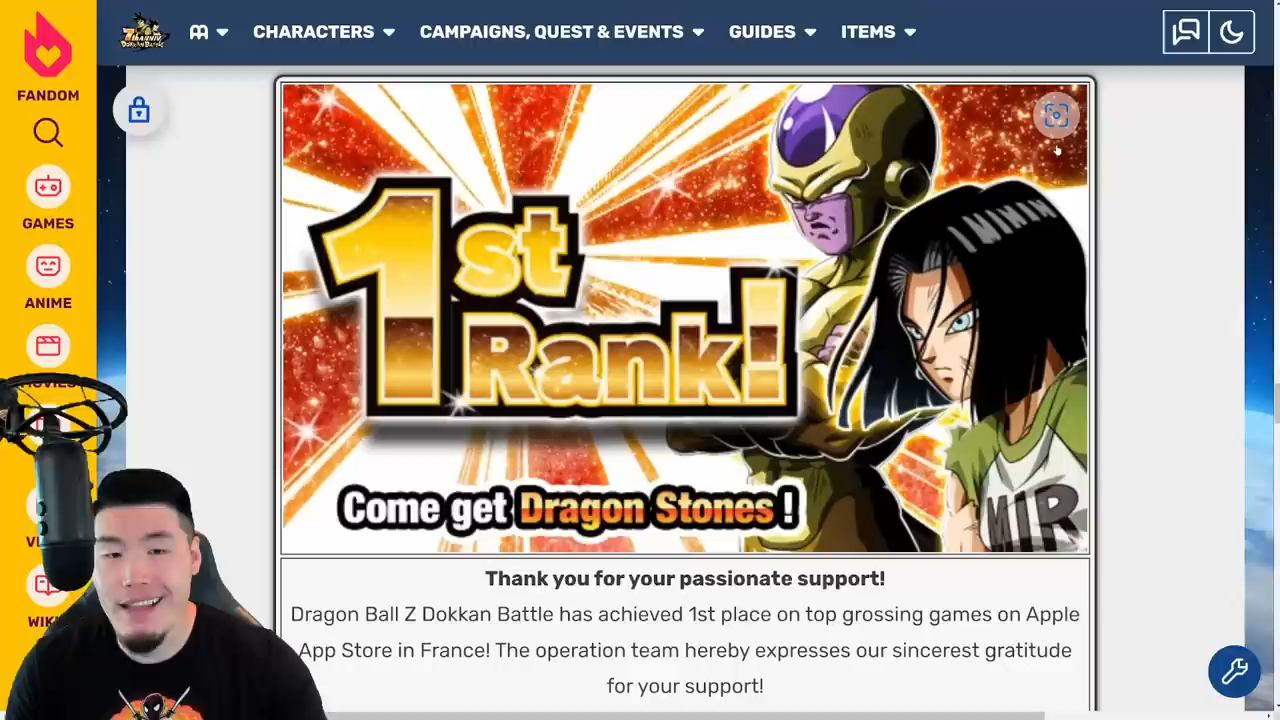 FANDOM
GAMES
ANIME
CHARACTERS
CAMPAIGNS, QUEST & EVENTS
GUIDES
ITEMS
1st
Rank!
Come get Dragon Stones!
MIR
Thank you for your passionate support!
Dragon Ball Z Dokkan Battle has achieved 1st place on top grossing games on Apple
App Store in France! The operation team hereby expresses our sincerest gratitude
for your support!